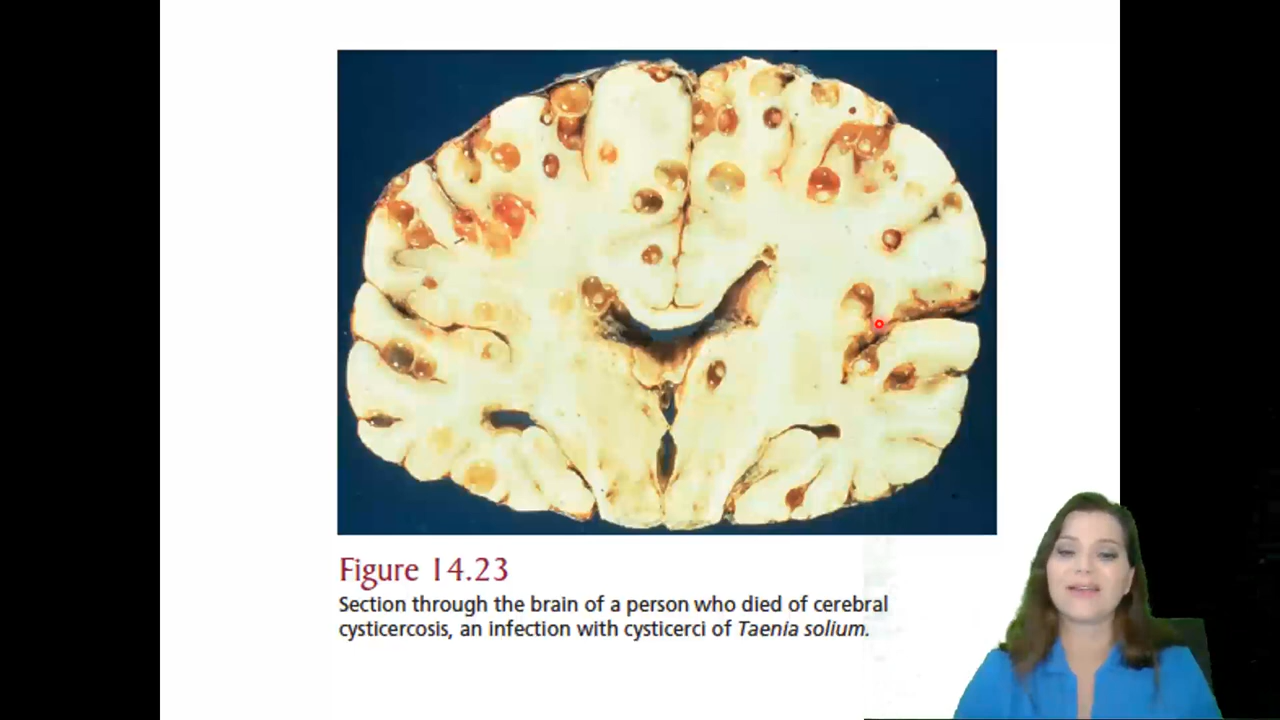 Figure 14.23
Section through the brain of a person who died of cerebral
cysticercosis, an infection with cysticerci of Taenia solium.